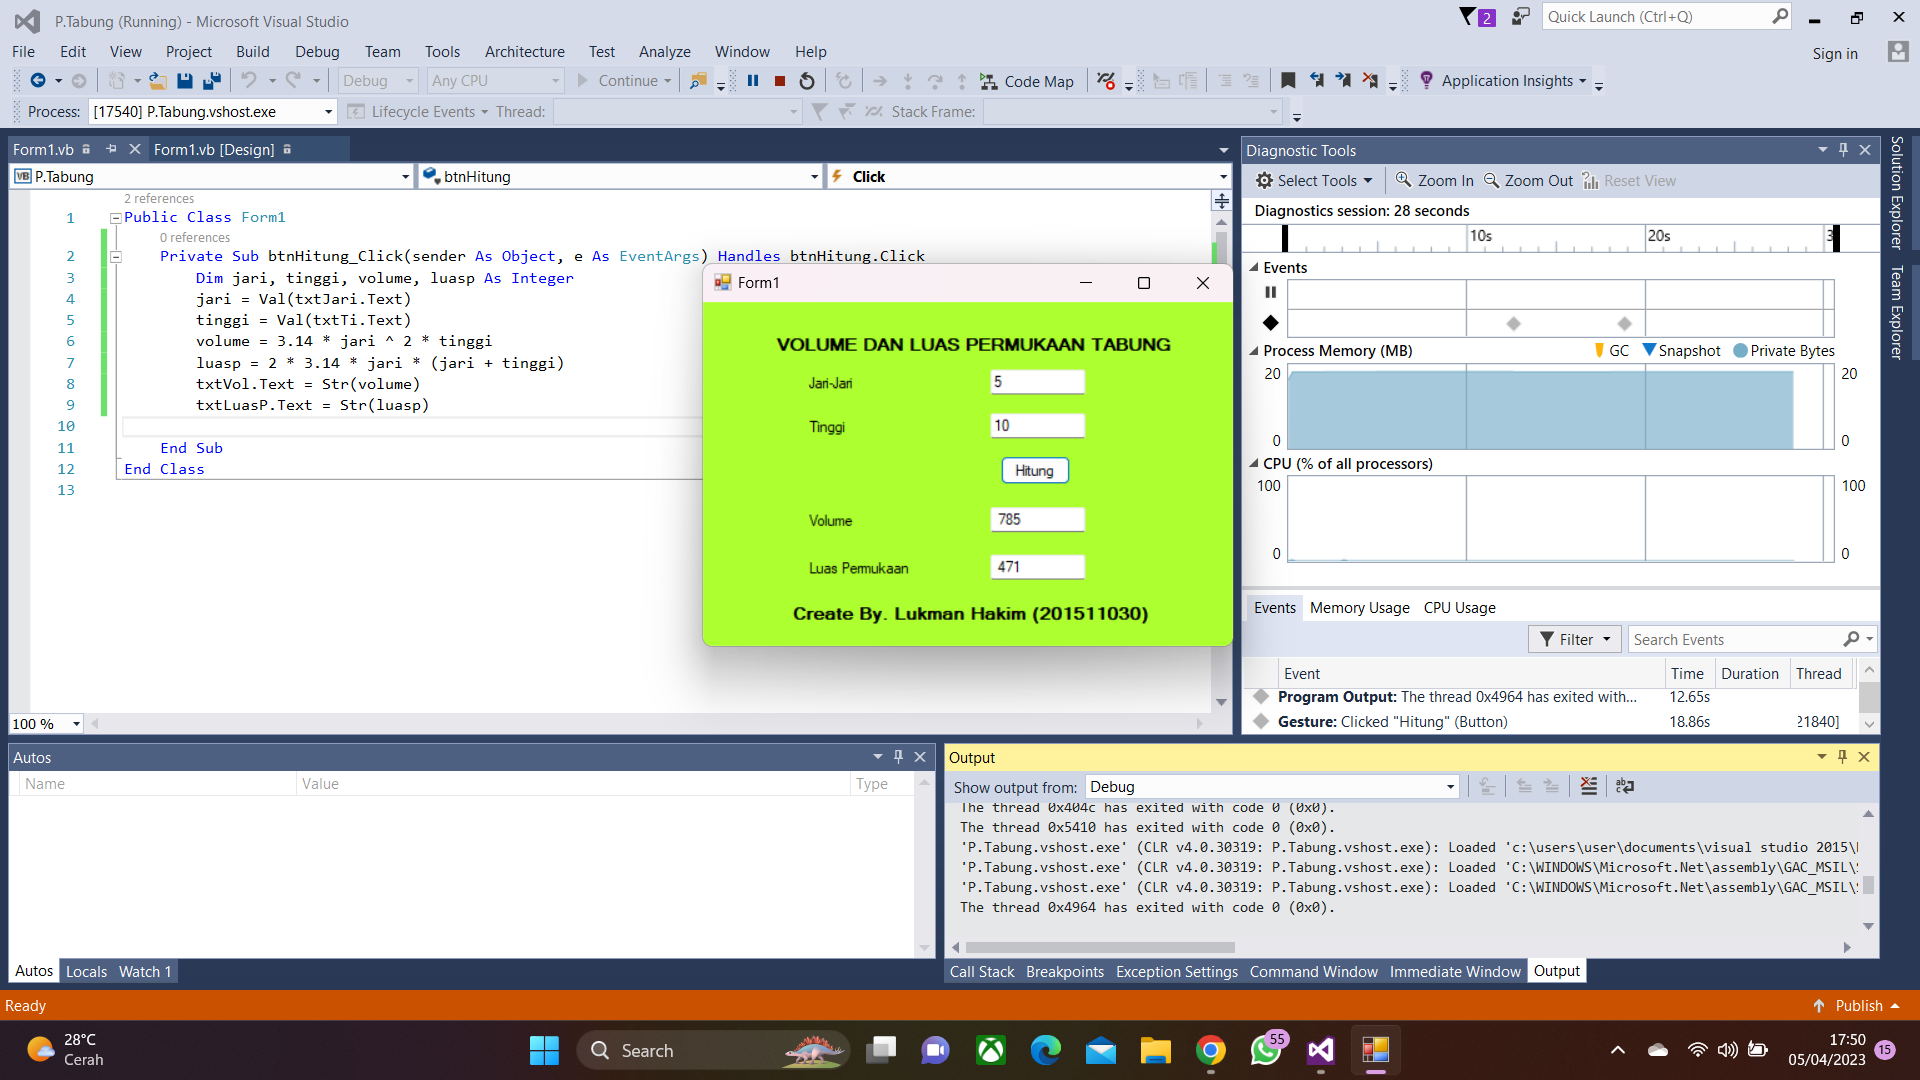 P.Tabung (Running) - Microsoft Visual Studio
2
Quick Launch (Ctrl+Q)
File Edit View Project Build Debug Team Tools Architecture Test Analyze Window Help
Sign in
Debug Any CPU Continue Code Map Application Insights
Process: [17540] P.Tabung.vshost.exe Lifecycle Events Thread: Stack Frame:
Form1.vb Form1.vb [Design]
VB P.Tabung btnHitung Click
2 references
1 Public Class Form1
0 references
2 Private Sub btnHitung_Click(sender As Object, e As EventArgs) Handles btnHitung.Click
3 Dim jari, tinggi, volume, luasp As Integer
4 jari = Val(txtJari.Text)
5 tinggi = Val(txtTi.Text)
6 volume = 3.14 * jari ^ 2 * tinggi
7 luasp = 2 * 3.14 * jari * (jari + tinggi)
8 txtVol.Text = Str(volume)
9 txtLuasP.Text = Str(luasp)
10
11 End Sub
12 End Class
13
100 %
Form1
VOLUME DAN LUAS PERMUKAAN TABUNG
Jari-Jari 5
Tinggi 10
Hitung
Volume 785
Luas Permukaan 471
Create By. Lukman Hakim (201511030)
Diagnostic Tools
Select Tools Zoom In Zoom Out Reset View
Diagnostics session: 28 seconds
10s 20s 3
Events
Process Memory (MB) GC Snapshot Private Bytes
20 20
0 0
CPU (% of all processors)
100 100
0 0
Events Memory Usage CPU Usage
Filter Search Events
Event Time Duration Thread
Program Output: The thread 0x4964 has exited with... 12.65s
Gesture: Clicked "Hitung" (Button) 18.86s 21840]
Solution Explorer
Team Explorer
Autos
Name Value Type
Autos Locals Watch 1
Output
Show output from: Debug
The thread 0x404c has exited with code 0 (0x0).
The thread 0x5410 has exited with code 0 (0x0).
'P.Tabung.vshost.exe' (CLR v4.0.30319: P.Tabung.vshost.exe): Loaded 'c:\users\user\documents\visual studio 2015\
'P.Tabung.vshost.exe' (CLR v4.0.30319: P.Tabung.vshost.exe): Loaded 'C:\WINDOWS\Microsoft.Net\assembly\GAC_MSIL\
'P.Tabung.vshost.exe' (CLR v4.0.30319: P.Tabung.vshost.exe): Loaded 'C:\WINDOWS\Microsoft.Net\assembly\GAC_MSIL\
The thread 0x4964 has exited with code 0 (0x0).
Call Stack Breakpoints Exception Settings Command Window Immediate Window Output
Ready
Publish
28°C
Cerah
Search
55
17:50
05/04/2023
15